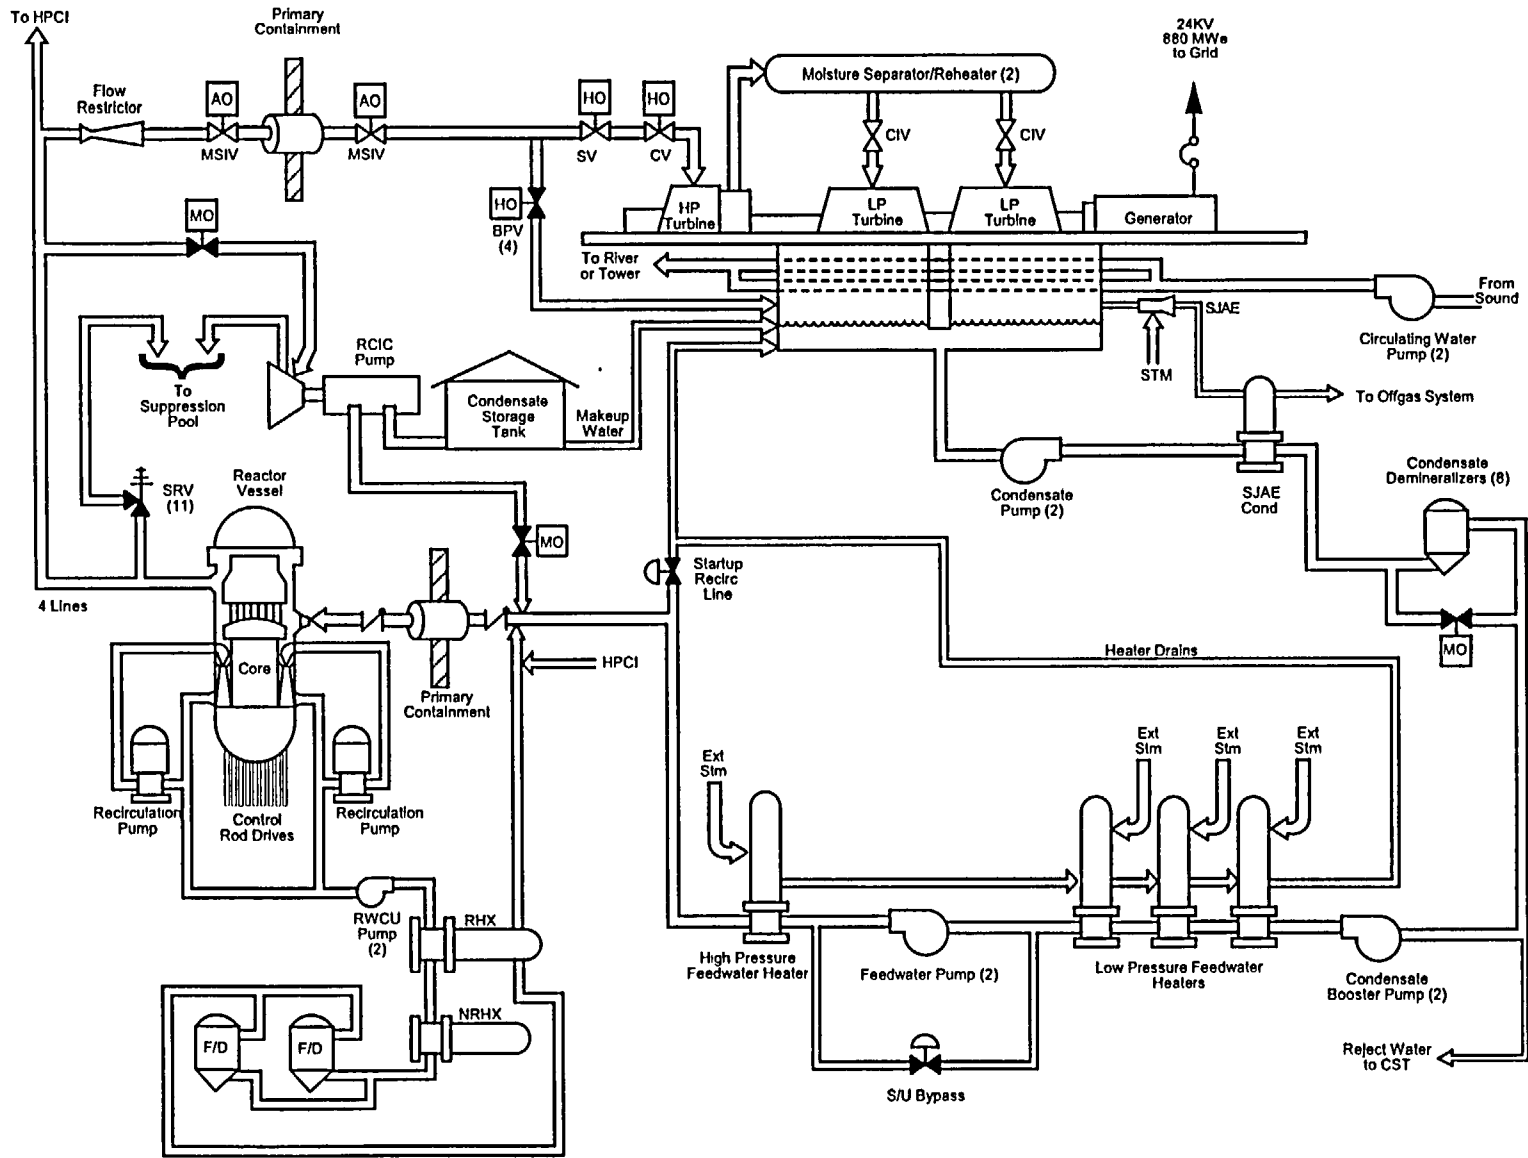 To HPCI
Primary
Containment
24KV
880 MWe
to Grid
Flow
Restrictor
AO
AO
HO
HO
Moisture Separator/Reheater (2)
MSIV
MSIV
SV
CV
CIV
CIV
MO
HO
BPV
(4)
HP
Turbine
LP
Turbine
LP
Turbine
Generator
To River
or Tower
From
Sound
SJAE
Circulating Water
Pump (2)
STM
RCIC
Pump
To
Suppression
Pool
Condensate
Storage
Tank
Makeup
Water
To Offgas System
SRV
(11)
Reactor
Vessel
Condensate
Pump (2)
SJAE
Cond
Condensate
Demineralizers (8)
MO
Startup
Recirc
Line
4 Lines
HPCI
Heater Drains
MO
Core
Primary
Containment
Ext
Stm
Ext
Stm
Ext
Stm
Ext
Stm
Recirculation
Pump
Control
Rod Drives
Recirculation
Pump
RWCU
Pump
(2)
RHX
High Pressure
Feedwater Heater
Feedwater Pump (2)
Low Pressure Feedwater
Heaters
Condensate
Booster Pump (2)
NRHX
F/D
F/D
S/U Bypass
Reject Water
to CST